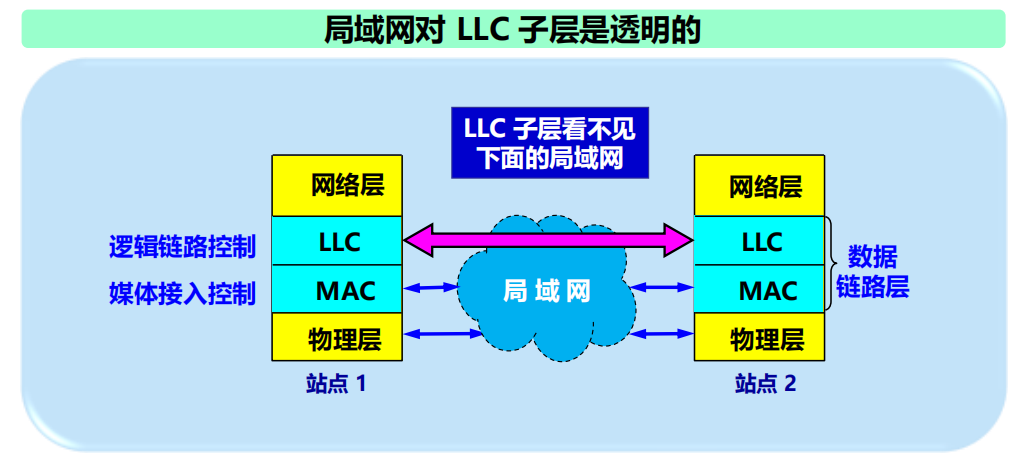 局域网对 LLC 子层是透明的
LLC 子层看不见
下面的局域网
网络层
网络层
逻辑链路控制
LLC
LLC
数据
链路层
媒体接入控制
MAC
局 域 网
MAC
物理层
物理层
站点 1
站点 2